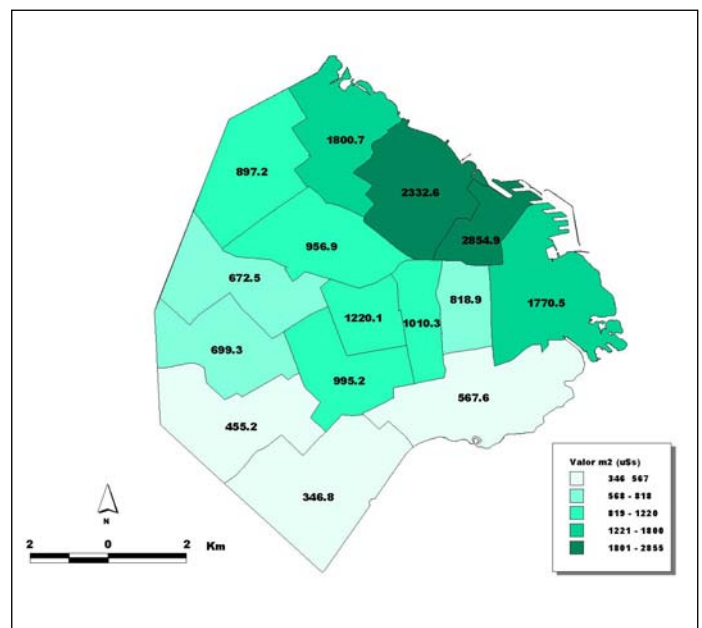 1800.7
897.2
2332.6
2854.9
956.9
672.5
1220.1
1010.3
818.9
1770.5
699.3
995.2
567.6
455.2
346.8
N
2 0 2 Km
Valor m2 (uSs)
346 567
568 - 818
819 - 1220
1221 - 1800
1801 - 2855